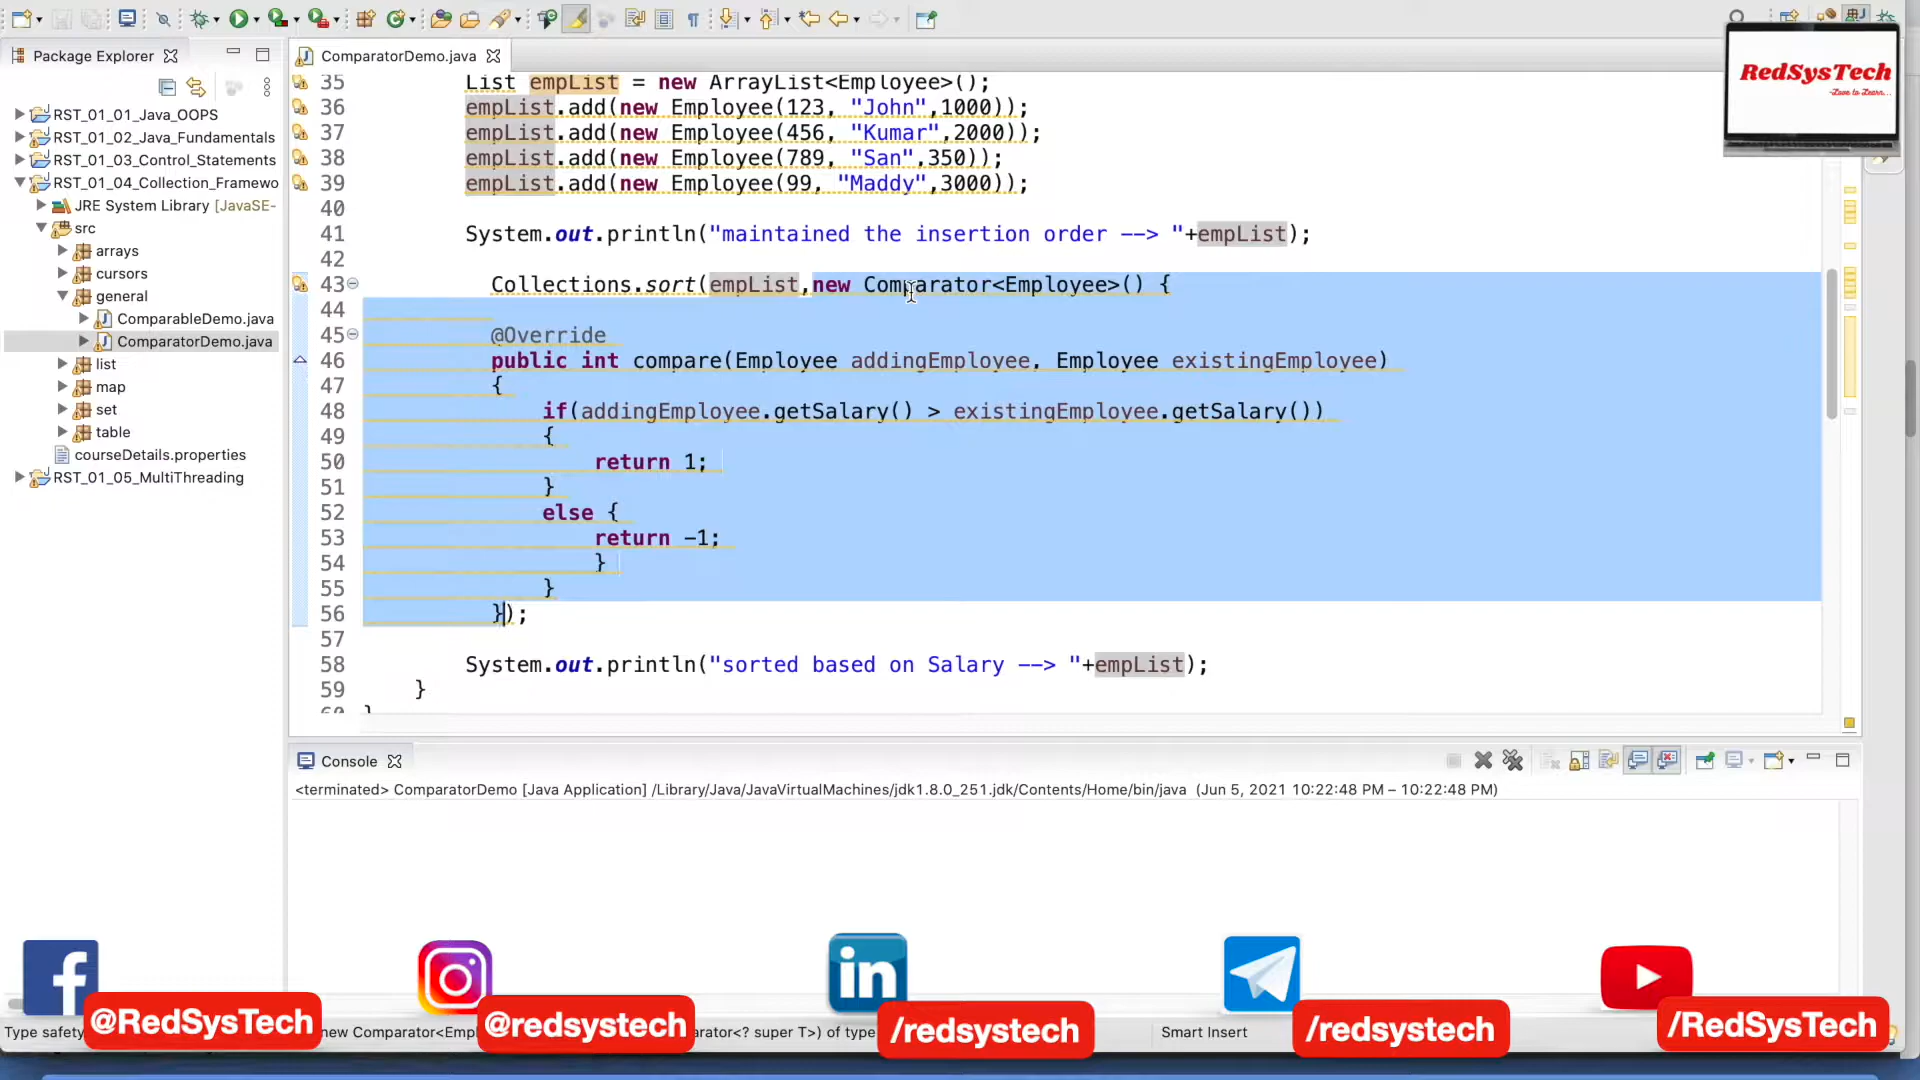 Package Explorer
ComparatorDemo.java
RedSysTech
-Love to Learn...
RST_01_01_Java_OOPS
RST_01_02_Java_Fundamentals
RST_01_03_Control_Statements
RST_01_04_Collection_Framewo
JRE System Library [JavaSE-
src
arrays
cursors
general
ComparableDemo.java
ComparatorDemo.java
list
map
set
table
courseDetails.properties
RST_01_05_MultiThreading
35 List empList = new ArrayList<Employee>();
36 empList.add(new Employee(123, "John",1000));
37 empList.add(new Employee(456, "Kumar",2000));
38 empList.add(new Employee(789, "San",350));
39 empList.add(new Employee(99, "Maddy",3000));
40
41 System.out.println("maintained the insertion order --> "+empList);
42
43 Collections.sort(empList,new Comparator<Employee>() {
44
45 @Override
46 public int compare(Employee addingEmployee, Employee existingEmployee)
47 {
48 if(addingEmployee.getSalary() > existingEmployee.getSalary())
49 {
50 return 1;
51 }
52 else {
53 return -1;
54 }
55 }
56 });
57
58 System.out.println("sorted based on Salary --> "+empList);
59 }
60 }
Console
<terminated> ComparatorDemo [Java Application] /Library/Java/JavaVirtualMachines/jdk1.8.0_251.jdk/Contents/Home/bin/java (Jun 5, 2021 10:22:48 PM – 10:22:48 PM)
Type safety
new Comparator<Emp
arator<? super T>) of type
Smart Insert
@RedSysTech
@redsystech
/redsystech
/redsystech
/RedSysTech